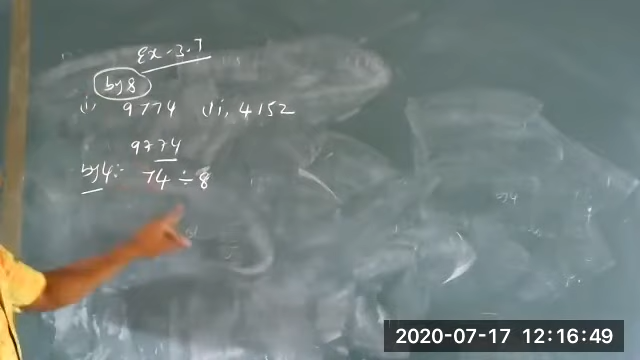 Ex-3.7
by 8
(i, 9774 (ii, 4152
9774
by 4:- 74 ÷ 8
2020-07-17 12:16:49